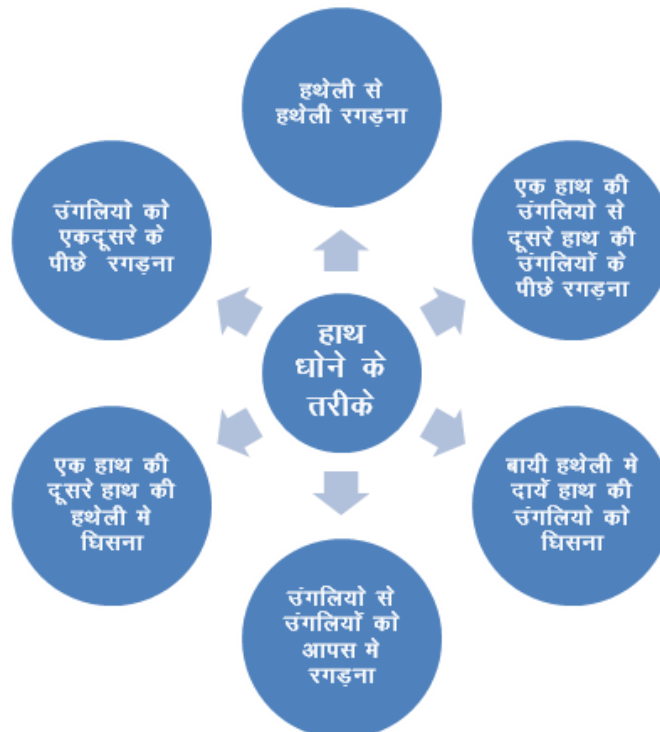 हथेली से
हथेली रगड़ना
एक हाथ की
उंगलियो से
दूसरे हाथ की
उंगलियों के
पीछे रगड़ना
बायी हथेली मे
दायें हाथ की
उंगलियो को
घिसना
उंगलियो से
उंगलियों को
आपस मे
रगड़ना
एक हाथ की
दूसरे हाथ की
हथेली मे
घिसना
उंगलियो को
एकदूसरे के
पीछे रगड़ना
हाथ
धोने के
तरीके